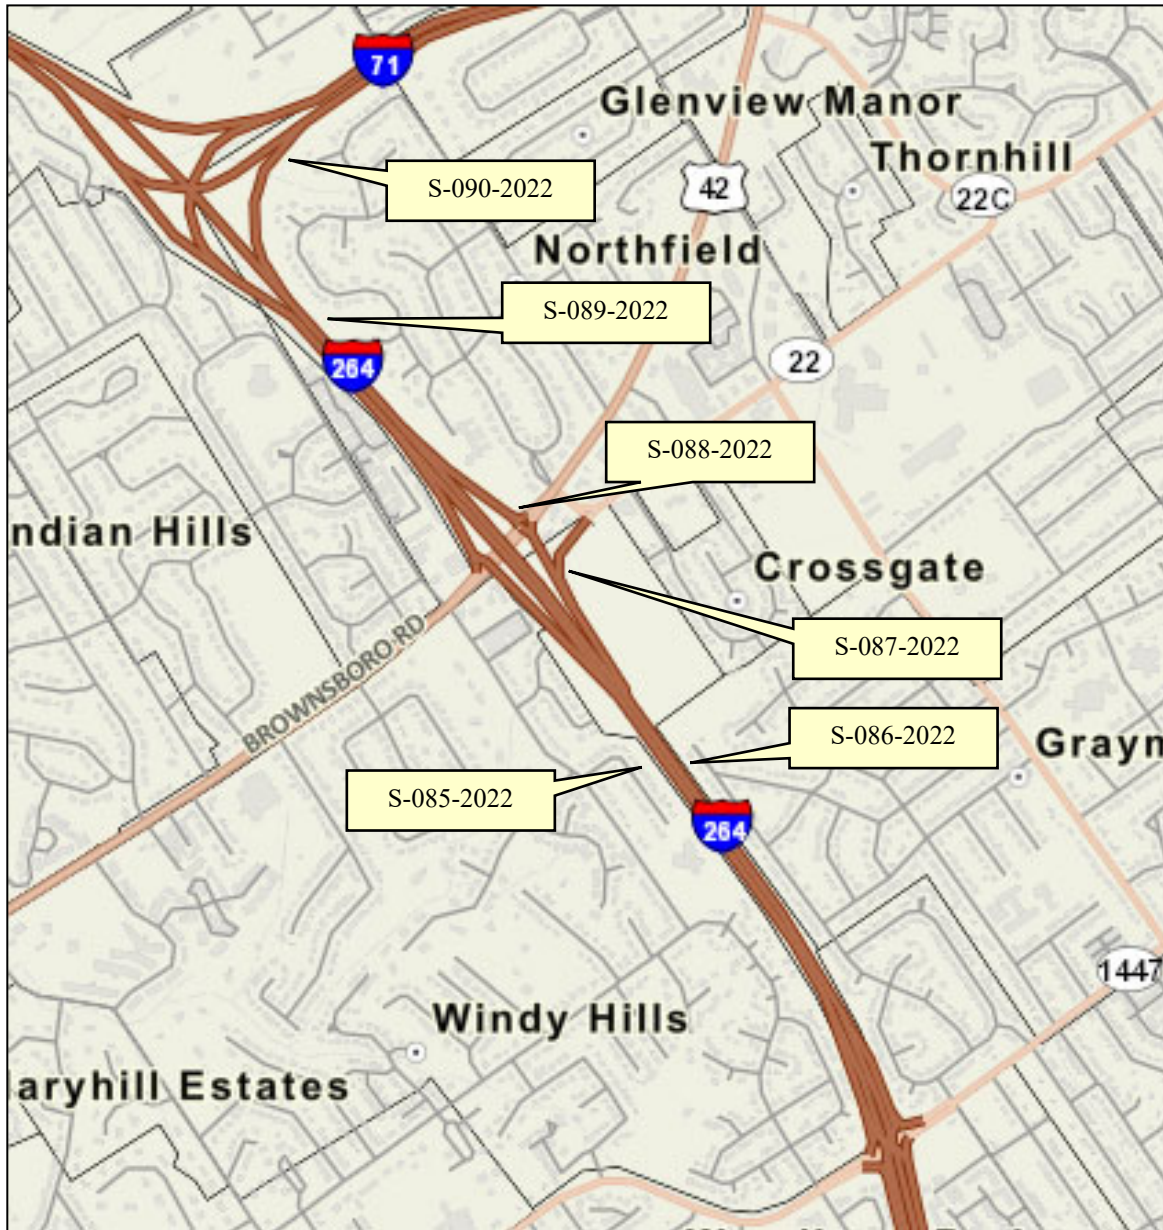 71
Glenview Manor
Thornhill
S-090-2022
42
22C
Northfield
S-089-2022
264
22
S-088-2022
ndian Hills
Crossgate
BROWNSBORO RD
S-087-2022
S-086-2022
Grayn
S-085-2022
264
1447
Windy Hills
aryhill Estates